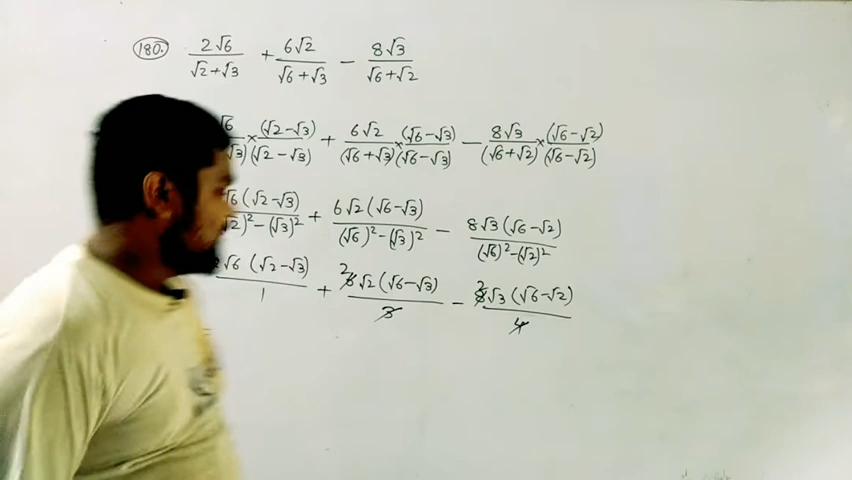 180. 2√6/(√2+√3) + 6√2/(√6+√3) − 8√3/(√6+√2)
√6/√3) × (√2−√3)/(√2−√3) + 6√2/(√6+√3) × (√6−√3)/(√6−√3) − 8√3/(√6+√2) × (√6−√2)/(√6−√2)
√6(√2−√3)/√2)²−(√3)² + 6√2(√6−√3)/(√6)²−(√3)² − 8√3(√6−√2)/(√6)²−(√2)²
2√6(√2−√3)/1 + 2 6√2(√6−√3)/3 − 2 8√3(√6−√2)/4